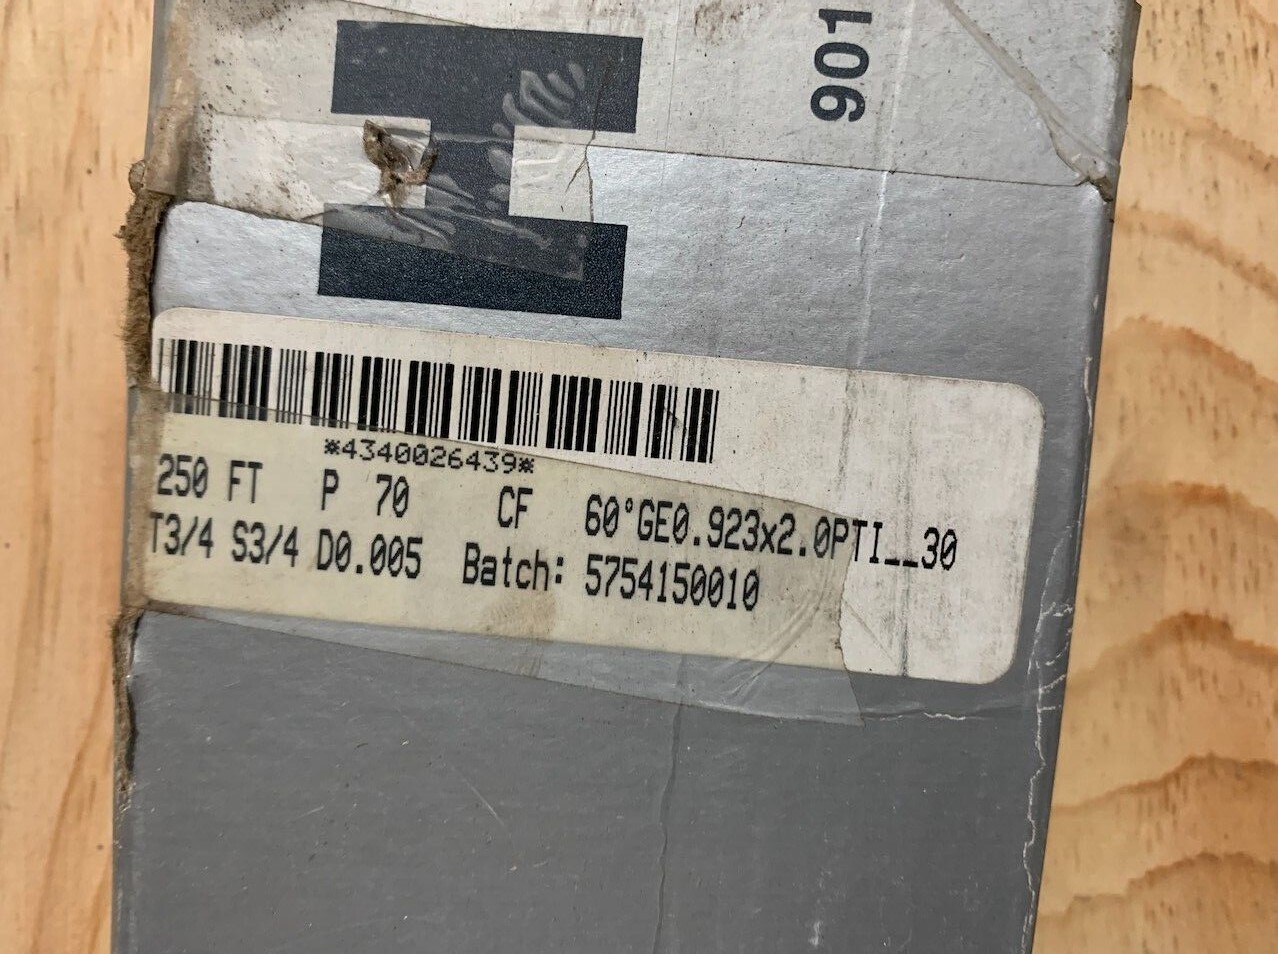 901
*4340026439*
250 FT P 70 CF 60°GE0.923x2.0PTI__30
T3/4 S3/4 D0.005 Batch: 5754150010